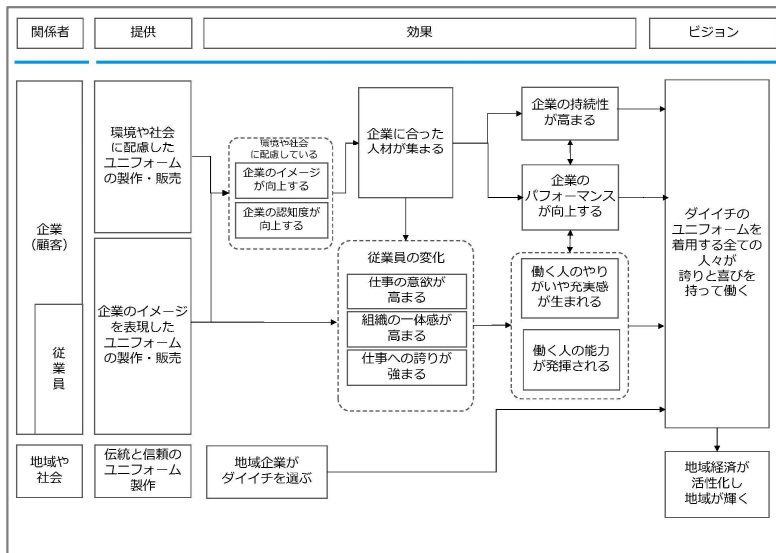 関係者
提供
効果
ビジョン
企業
(顧客)
従
業
員
地域や
社会
環境や社会
に配慮した
ユニフォーム
の製作・販売
企業のイメージ
を表現した
ユニフォーム
の製作・販売
伝統と信頼の
ユニフォーム
製作
環境や社会
に配慮している
企業のイメージ
が向上する
企業の認知度が
向上する
地域企業が
ダイイチを選ぶ
企業に合った
人材が集まる
従業員の変化
仕事の意欲が
高まる
組織の一体感が
高まる
仕事への誇りが
強まる
企業の持続性
が高まる
企業の
パフォーマンス
が向上する
働く人のやり
がいや充実感
が生まれる
働く人の能力
が発揮される
ダイイチの
ユニフォームを
着用する全ての
人々が
誇りと喜びを
持って働く
地域経済が
活性化し
地域が輝く